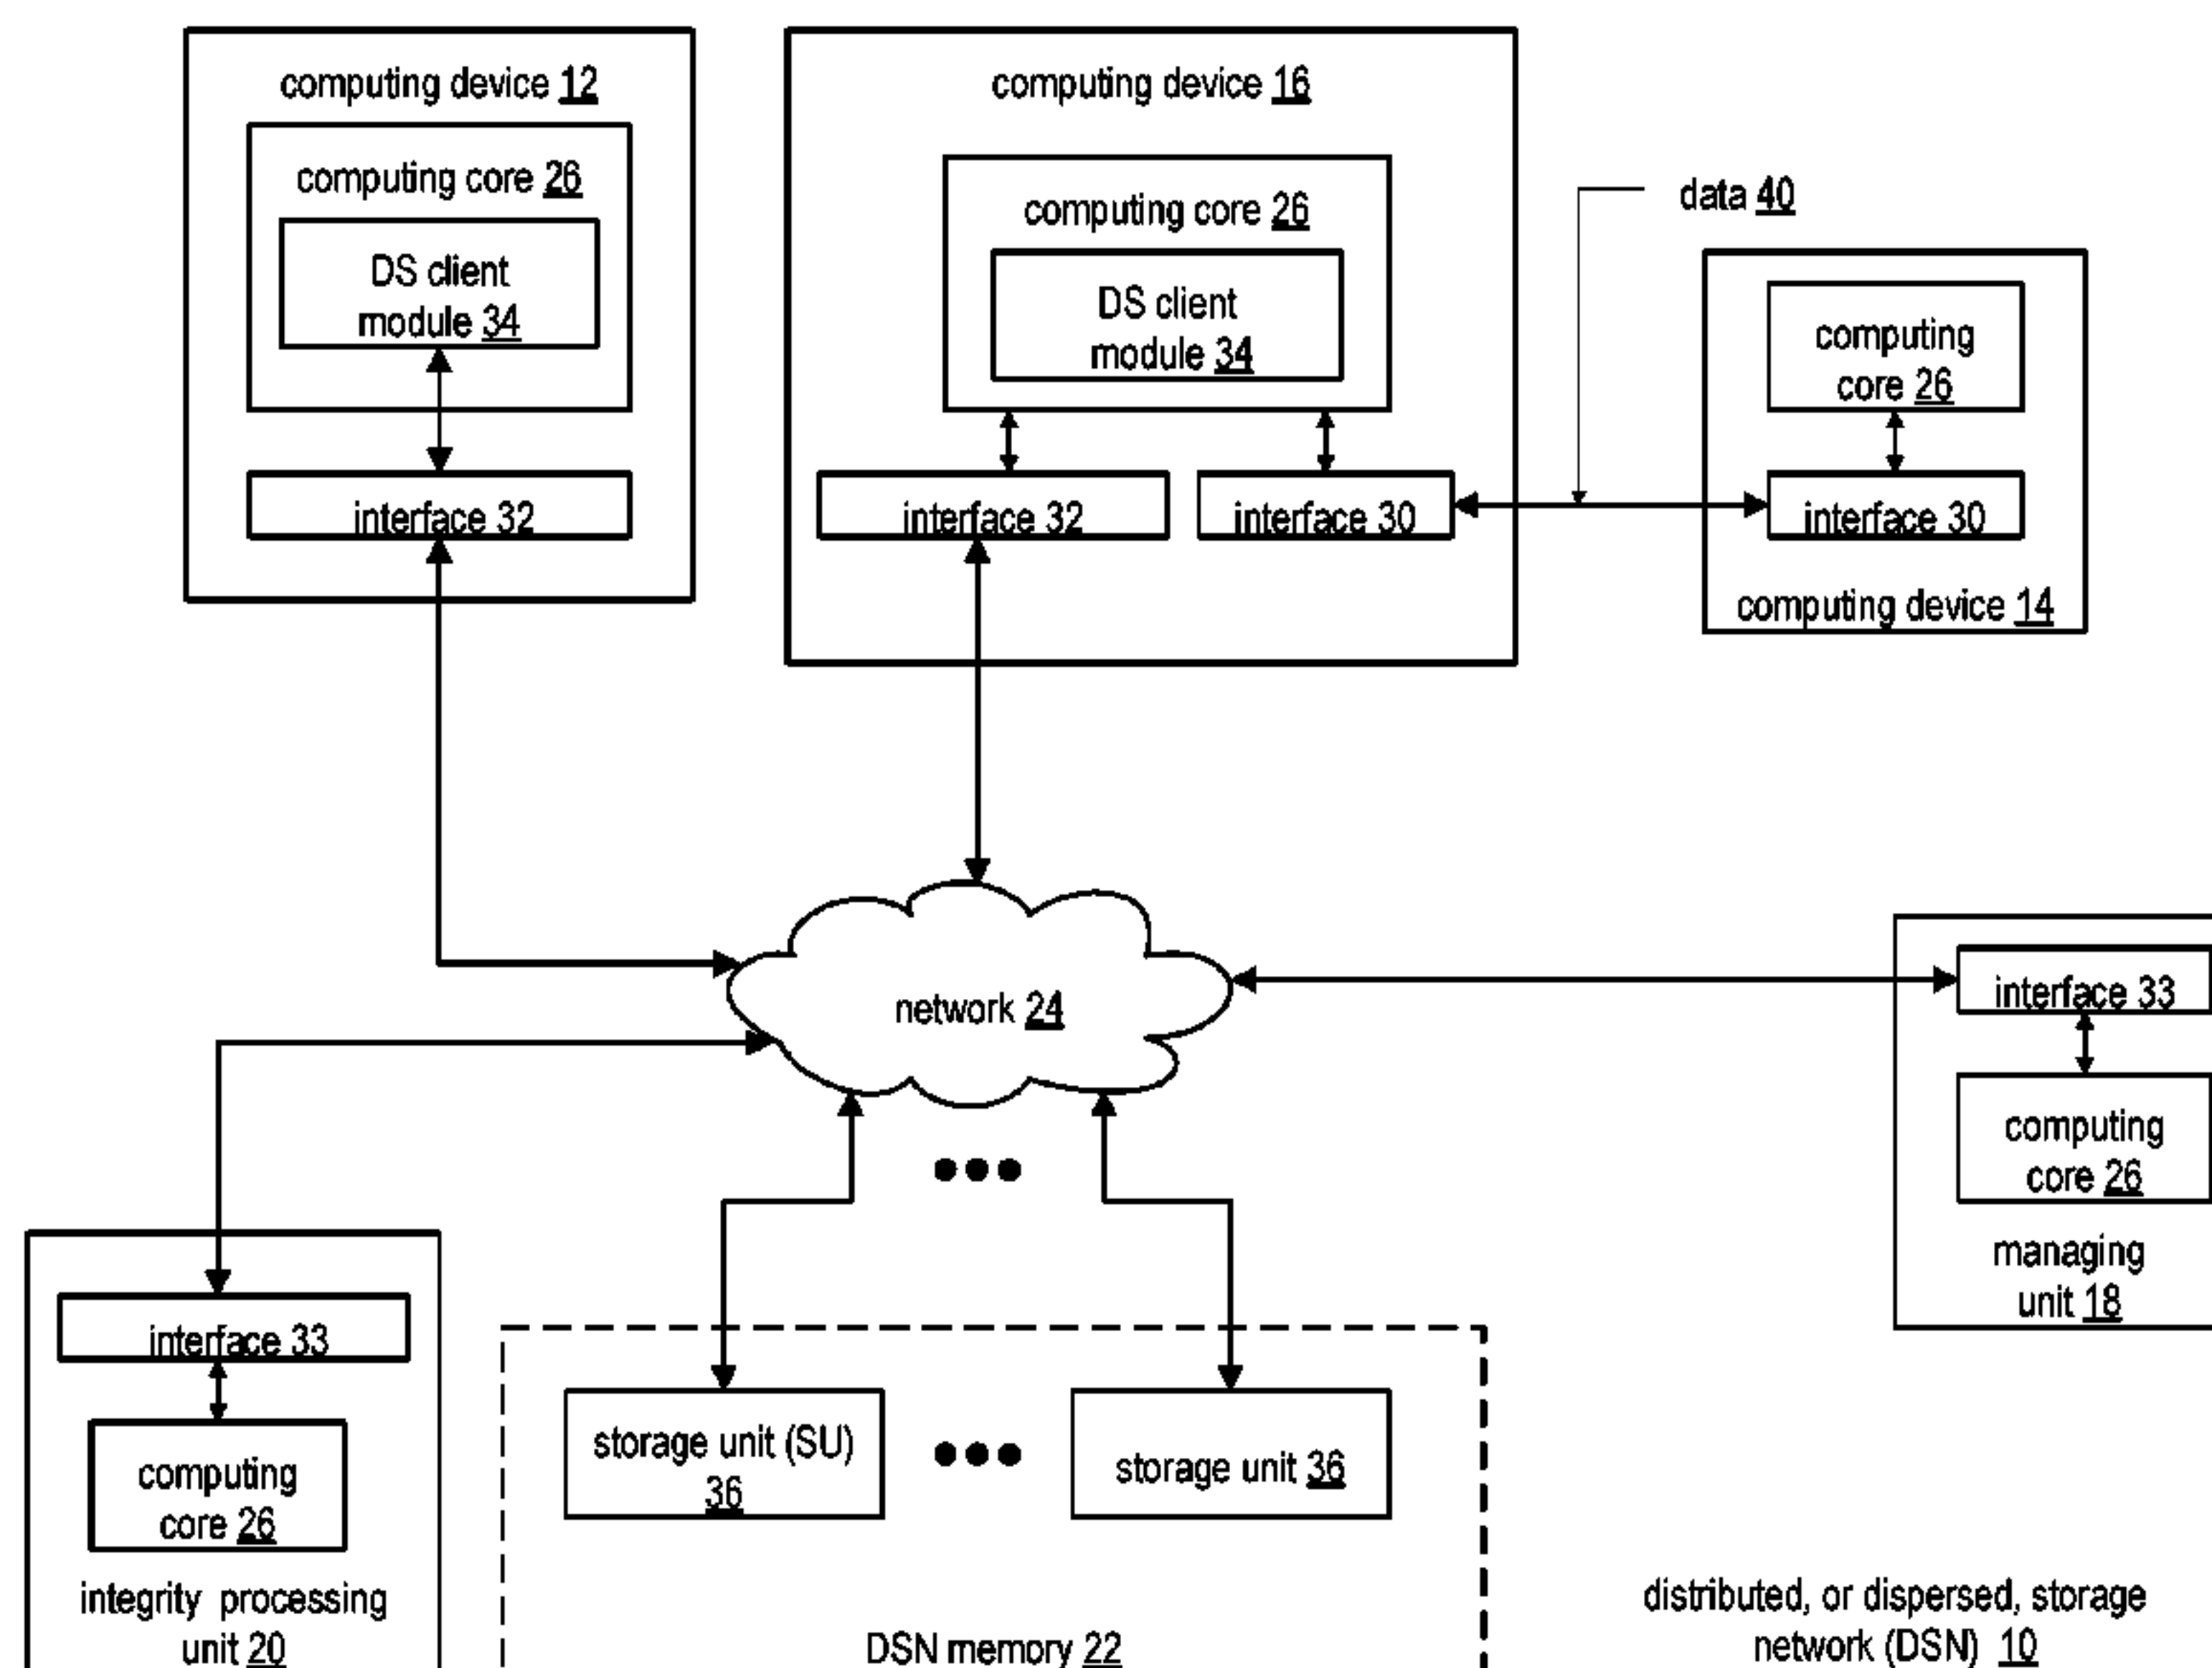 computing device 12
computing core 26
DS client
module 34
interface 32
computing device 16
computing core 26
DS client
module 34
interface 32
interface 30
data 40
computing
core 26
interface 30
computing device 14
network 24
interface 33
computing
core 26
managing
unit 18
interface 33
computing
core 26
integrity processing
unit 20
storage unit (SU)
36
storage unit 36
DSN memory 22
distributed, or dispersed, storage
network (DSN) 10